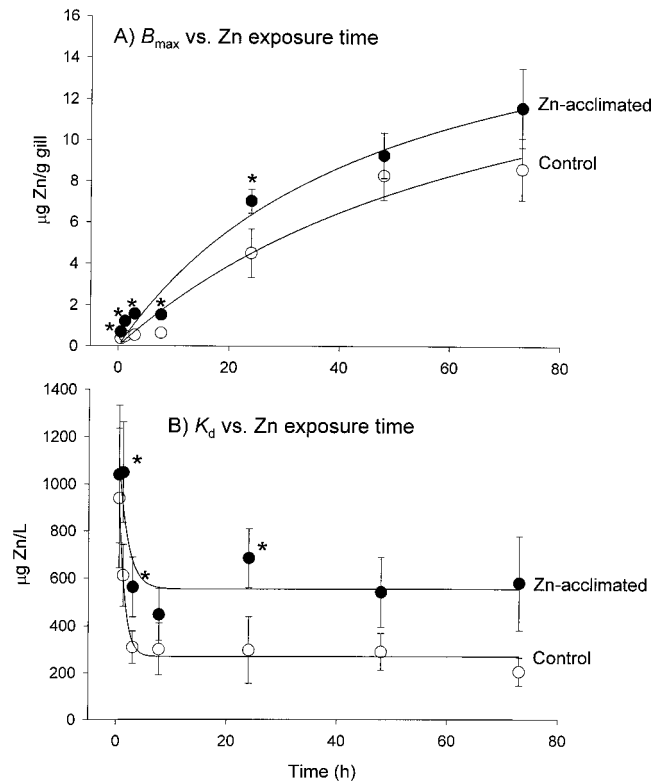 16
A) Bmax vs. Zn exposure time
14
12
Zn-acclimated
10
Control
8
6
4
2
0
µg Zn/g gill
* * * * *
0 20 40 60 80
1400
B) Kd vs. Zn exposure time
1200
1000
800
600
Zn-acclimated
400
Control
200
0
µg Zn/L
* * *
0 20 40 60 80
Time (h)